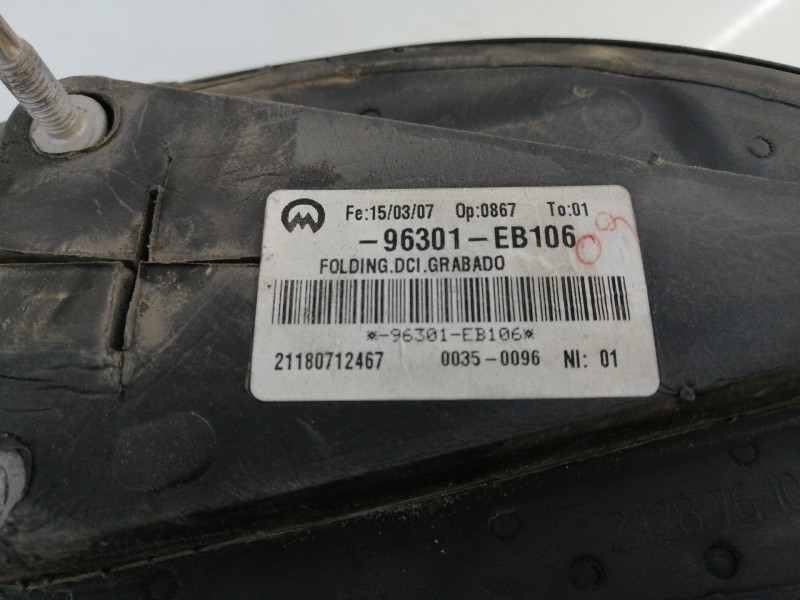 Fe:15/03/07 Op:0867 To:01
-96301-EB106
FOLDING.DCI.GRABADO
*-96301-EB106*
21180712467 0035-0096 NI: 01